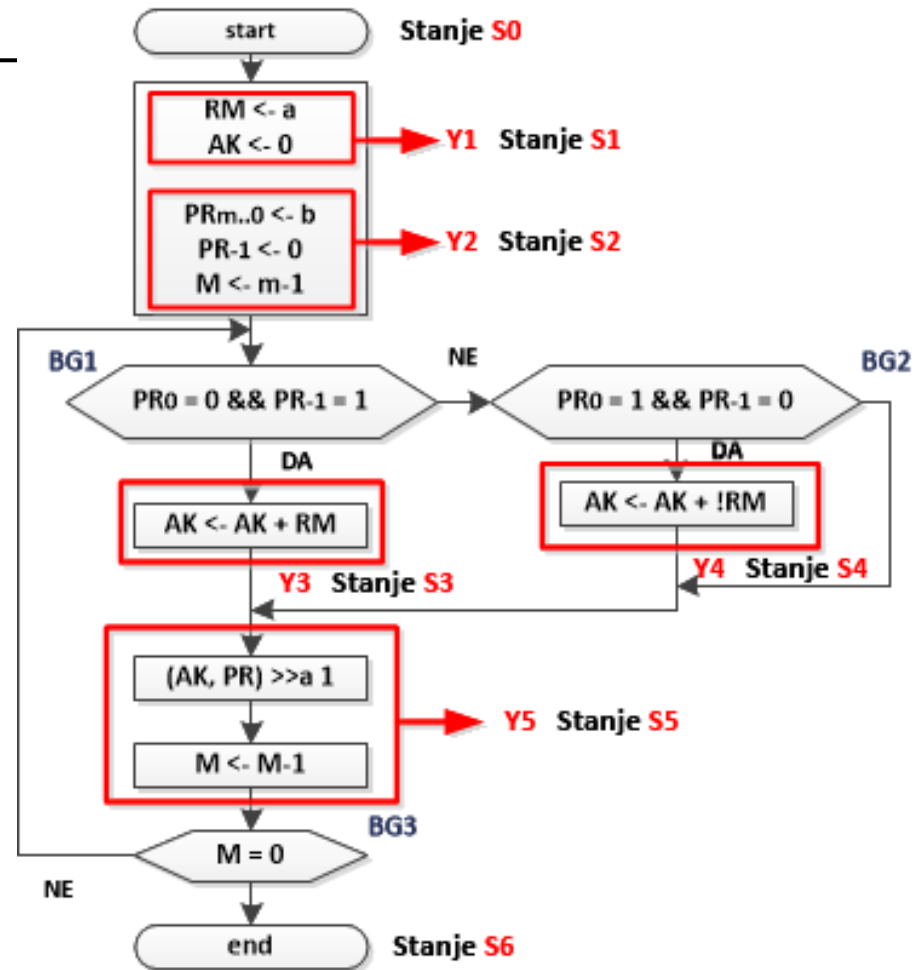 start
Stanje S0
RM <- a
AK <- 0
Y1 Stanje S1
PRm..0 <- b
PR-1 <- 0
M <- m-1
Y2 Stanje S2
BG1
NE
BG2
PR0 = 0 && PR-1 = 1
PR0 = 1 && PR-1 = 0
DA
DA
AK <- AK + RM
AK <- AK + !RM
Y3 Stanje S3
Y4 Stanje S4
(AK, PR) >>a 1
Y5 Stanje S5
M <- M-1
BG3
M = 0
NE
end
Stanje S6